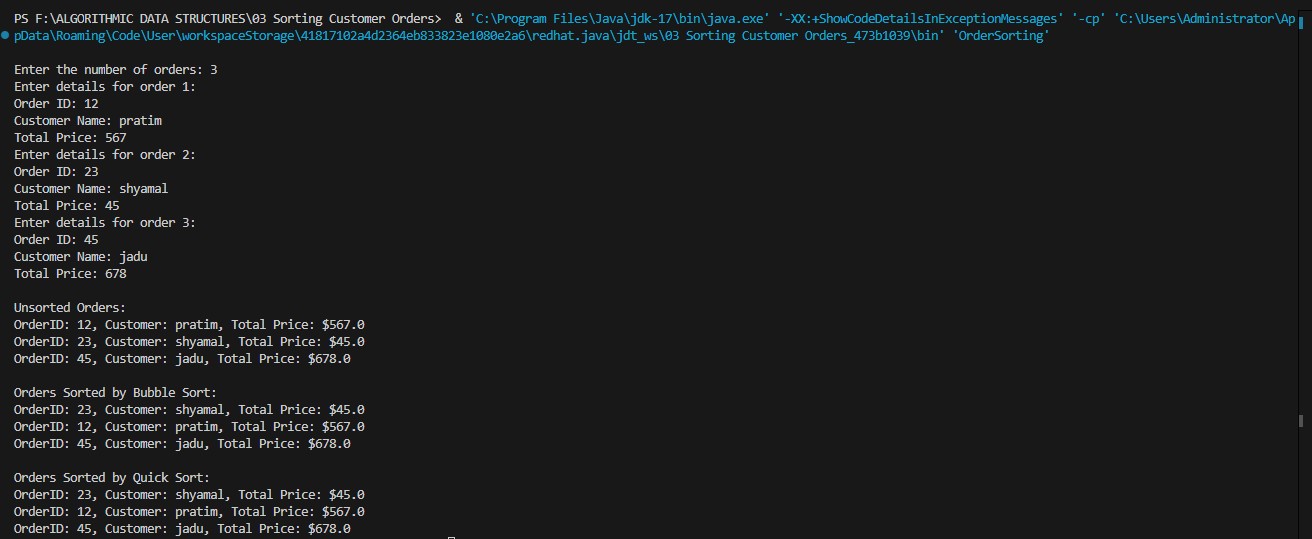 PS F:\ALGORITHMIC DATA STRUCTURES\03 Sorting Customer Orders>  & 'C:\Program Files\Java\jdk-17\bin\java.exe' '-XX:+ShowCodeDetailsInExceptionMessages' '-cp' 'C:\Users\Administrator\Ap
pData\Roaming\Code\User\workspaceStorage\41817102a4d2364eb833823e1080e2a6\redhat.java\jdt_ws\03 Sorting Customer Orders_473b1039\bin' 'OrderSorting'
Enter the number of orders: 3
Enter details for order 1:
Order ID: 12
Customer Name: pratim
Total Price: 567
Enter details for order 2:
Order ID: 23
Customer Name: shyamal
Total Price: 45
Enter details for order 3:
Order ID: 45
Customer Name: jadu
Total Price: 678
Unsorted Orders:
OrderID: 12, Customer: pratim, Total Price: $567.0
OrderID: 23, Customer: shyamal, Total Price: $45.0
OrderID: 45, Customer: jadu, Total Price: $678.0
Orders Sorted by Bubble Sort:
OrderID: 23, Customer: shyamal, Total Price: $45.0
OrderID: 12, Customer: pratim, Total Price: $567.0
OrderID: 45, Customer: jadu, Total Price: $678.0
Orders Sorted by Quick Sort:
OrderID: 23, Customer: shyamal, Total Price: $45.0
OrderID: 12, Customer: pratim, Total Price: $567.0
OrderID: 45, Customer: jadu, Total Price: $678.0